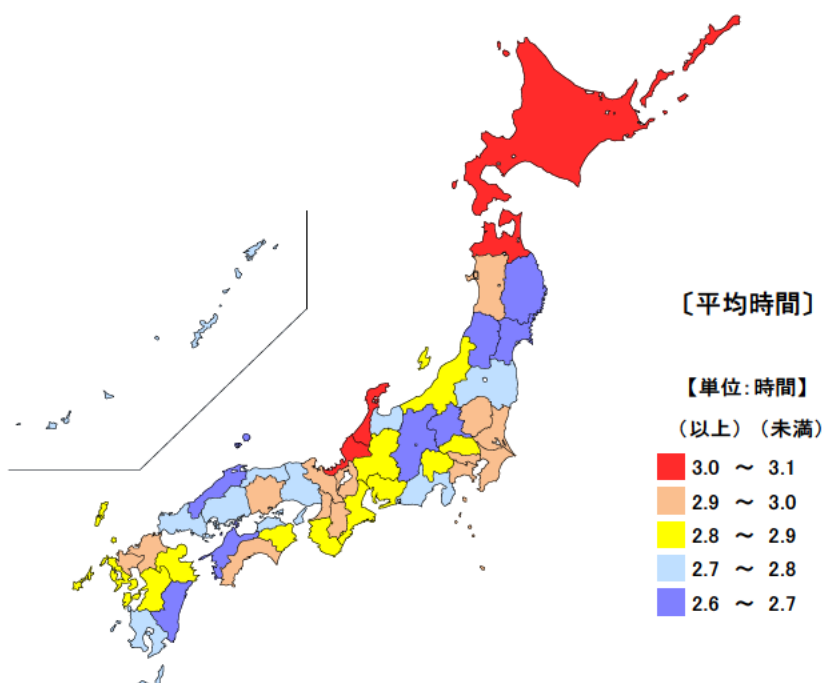 〔平均時間〕
【単位:時間】
(以上) (未満)
3.0 ～ 3.1
2.9 ～ 3.0
2.8 ～ 2.9
2.7 ～ 2.8
2.6 ～ 2.7